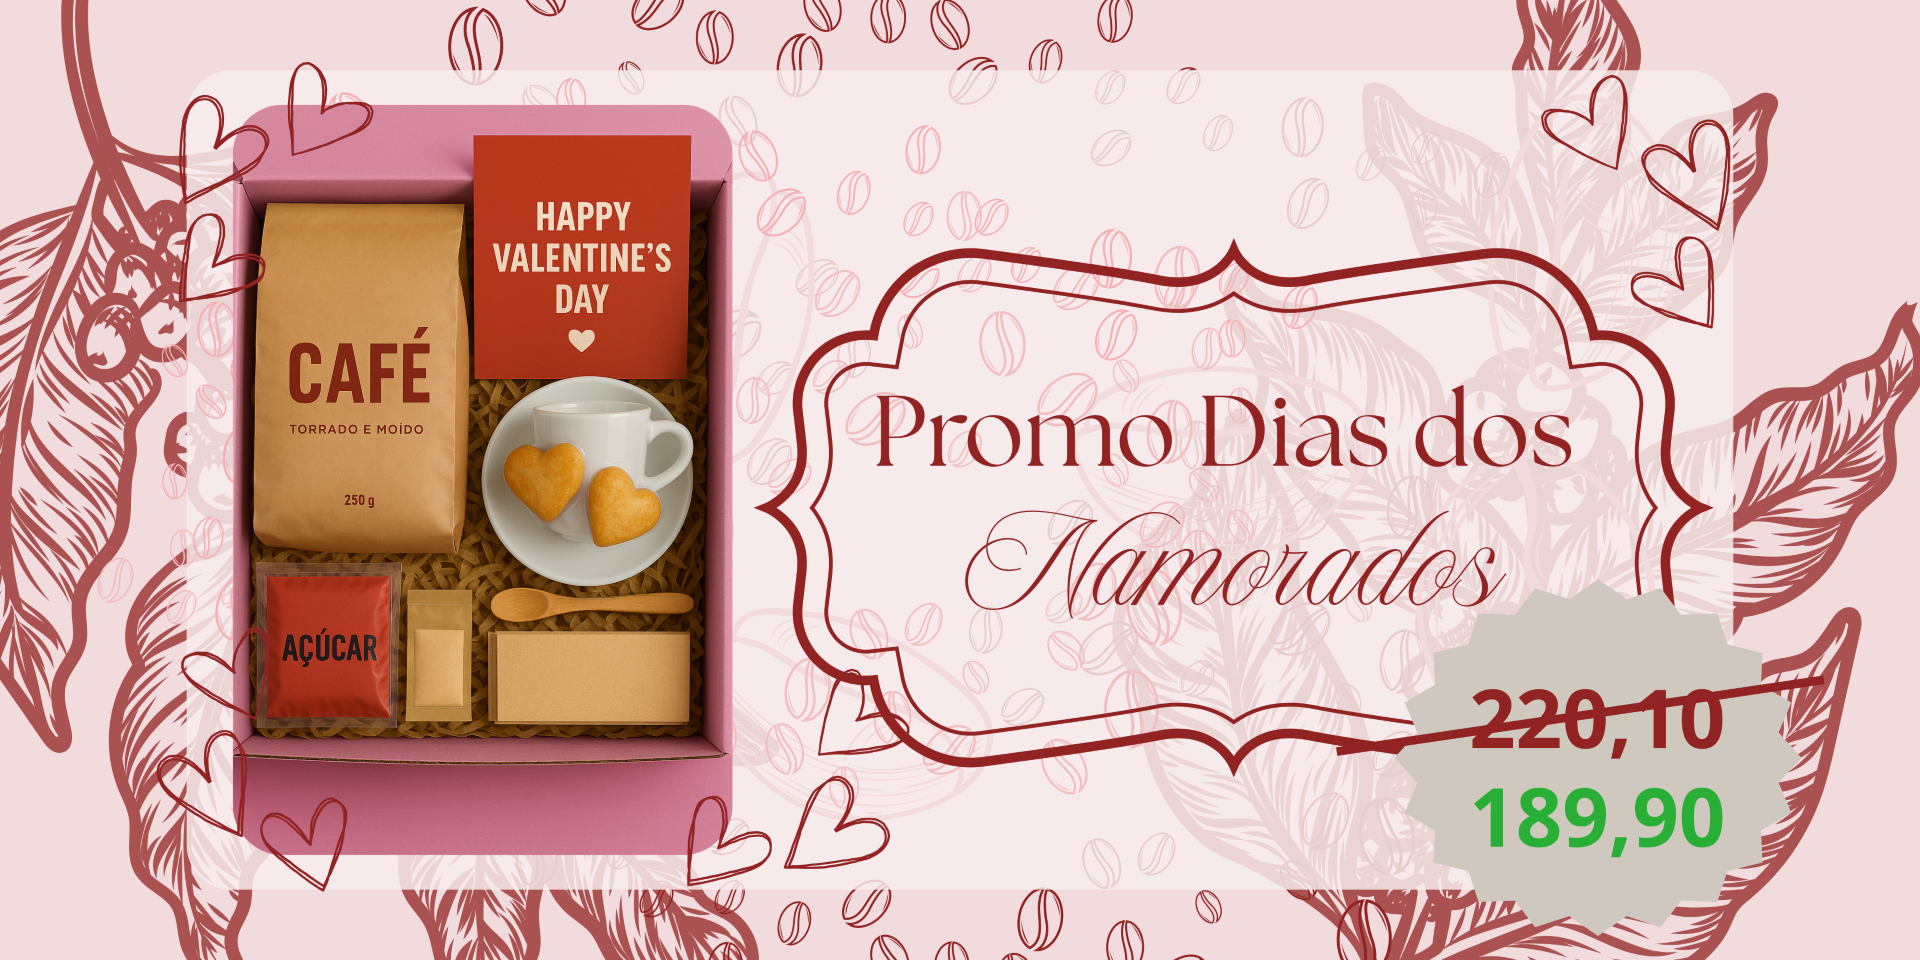 HAPPY
VALENTINE'S
DAY
CAFÉ
TORRADO E MOÍDO
250 g
AÇÚCAR
Promo Dias dos
Namorados
220,10
189,90